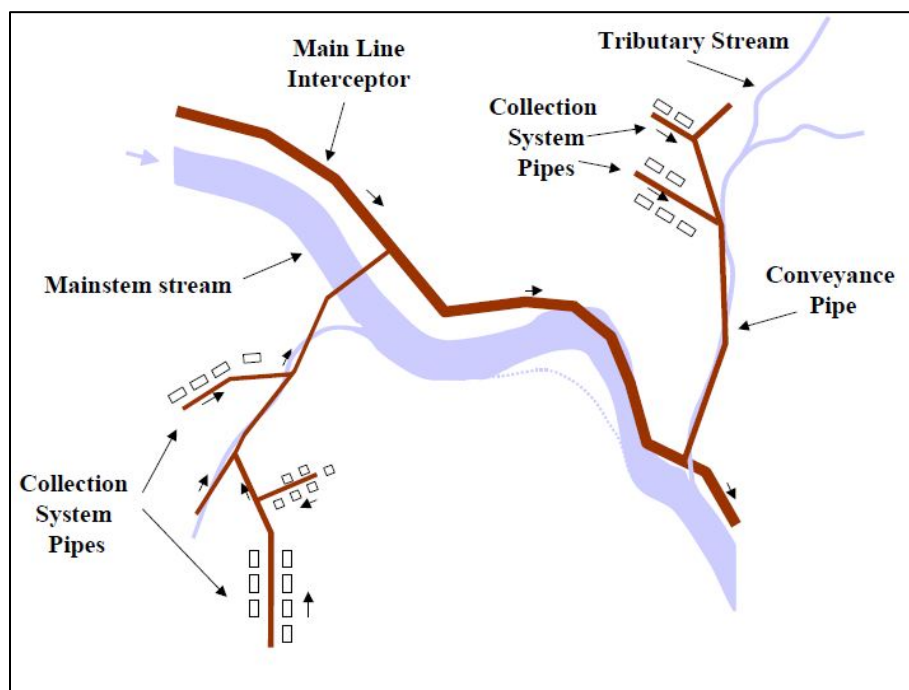 Main Line
Interceptor
Tributary Stream
Collection
System
Pipes
Mainstem stream
Conveyance
Pipe
Collection
System
Pipes